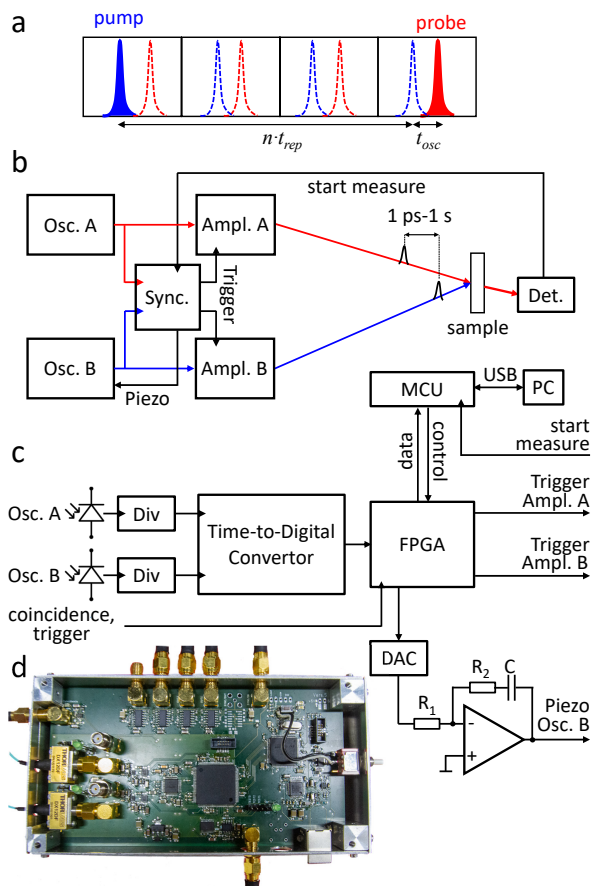 a
pump
probe
n·t_rep
t_osc
b
start measure
Osc. A
Ampl. A
1 ps-1 s
Sync.
Trigger
Det.
sample
Osc. B
Ampl. B
Piezo
MCU
USB
PC
start
measure
data
control
c
Trigger
Ampl. A
Osc. A
Div
Time-to-Digital
Convertor
FPGA
Trigger
Ampl. B
Osc. B
Div
coincidence,
trigger
d
DAC
R1
R2
C
-
+
Piezo
Osc. B